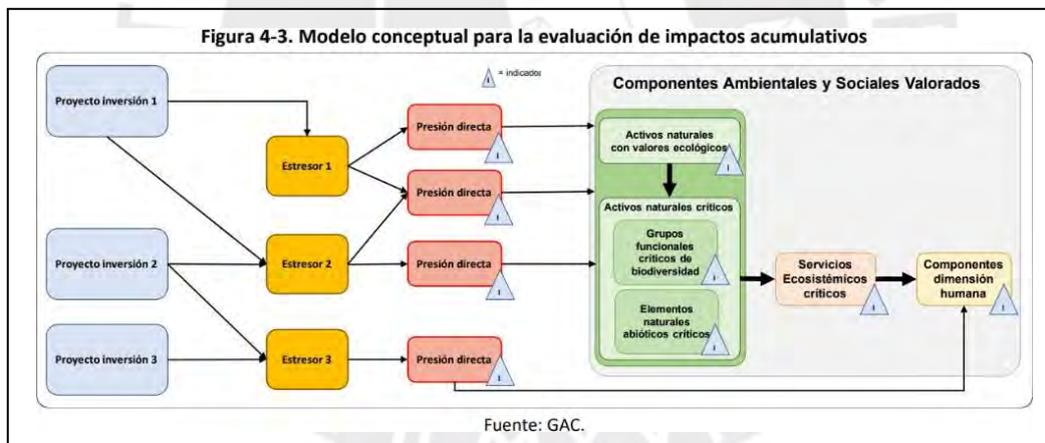 Figura 4-3. Modelo conceptual para la evaluación de impactos acumulativos
i = indicador
Componentes Ambientales y Sociales Valorados
Proyecto inversión 1
Estresor 1
Presión directa
i
Presión directa
i
Activos naturales
con valores ecológicos
i
Activos naturales críticos
Grupos
funcionales
críticos de
biodiversidad
i
Elementos
naturales
abióticos críticos
i
Proyecto inversión 2
Estresor 2
Presión directa
i
Servicios
Ecosistémicos
críticos
i
Componentes
dimensión
humana
i
Proyecto inversión 3
Estresor 3
Presión directa
i
Fuente: GAC.